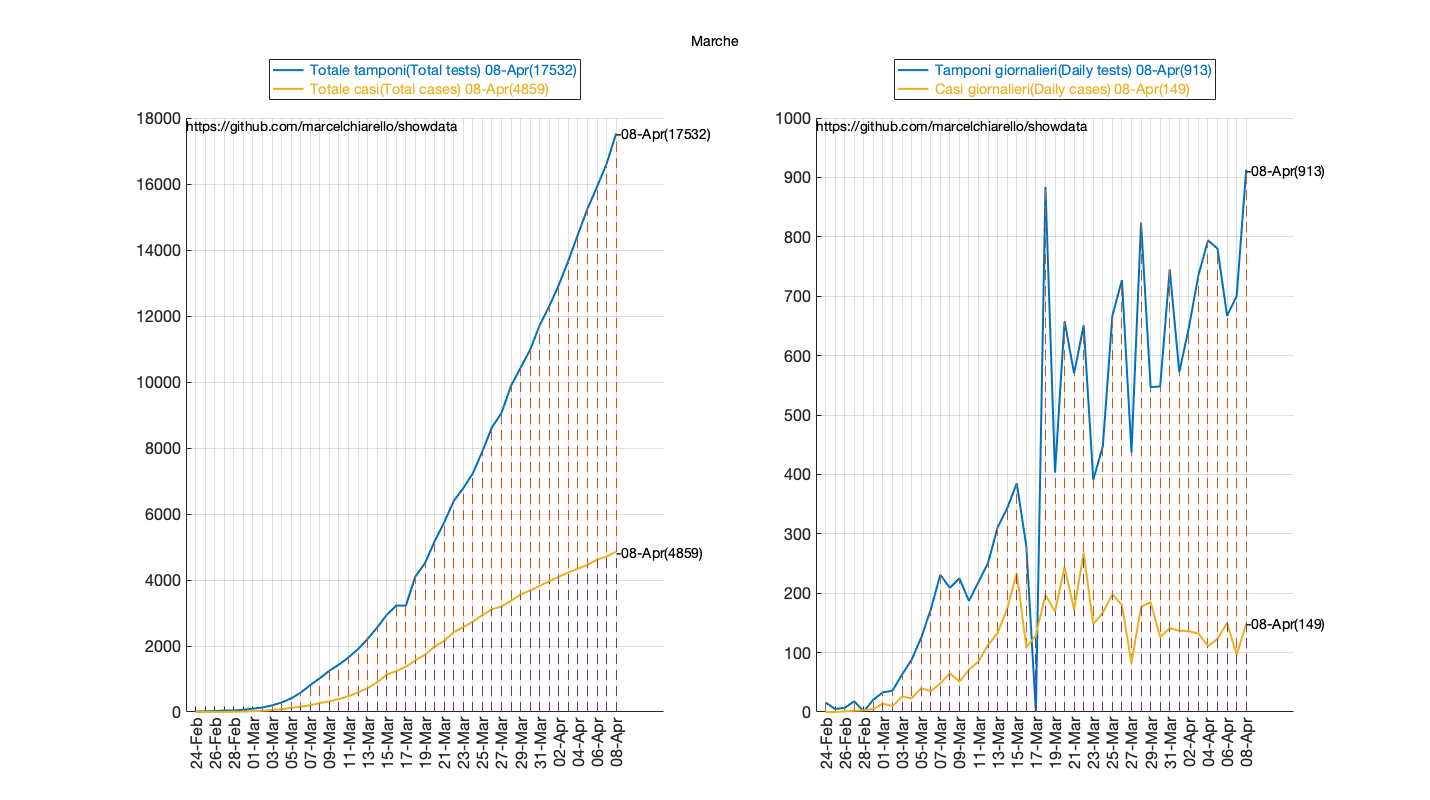 Marche
Totale tamponi(Total tests) 08-Apr(17532)
Totale casi(Total cases) 08-Apr(4859)
https://github.com/marcelchiarello/showdata
18000
16000
14000
12000
10000
8000
6000
4000
2000
0
08-Apr(17532)
08-Apr(4859)
24-Feb
26-Feb
28-Feb
01-Mar
03-Mar
05-Mar
07-Mar
09-Mar
11-Mar
13-Mar
15-Mar
17-Mar
19-Mar
21-Mar
23-Mar
25-Mar
27-Mar
29-Mar
31-Mar
02-Apr
04-Apr
06-Apr
08-Apr
Tamponi giornalieri(Daily tests) 08-Apr(913)
Casi giornalieri(Daily cases) 08-Apr(149)
https://github.com/marcelchiarello/showdata
1000
900
800
700
600
500
400
300
200
100
0
08-Apr(913)
08-Apr(149)
24-Feb
26-Feb
28-Feb
01-Mar
03-Mar
05-Mar
07-Mar
09-Mar
11-Mar
13-Mar
15-Mar
17-Mar
19-Mar
21-Mar
23-Mar
25-Mar
27-Mar
29-Mar
31-Mar
02-Apr
04-Apr
06-Apr
08-Apr